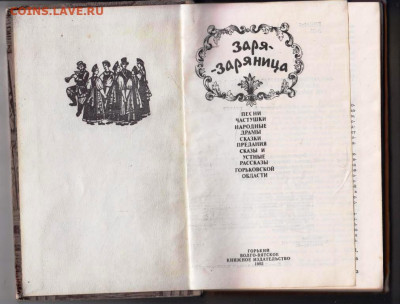 COINS.LAVE.RU
заря-
-заряница
ПЕСНИ
ЧАСТУШКИ
НАРОДНЫЕ
ДРАМЫ
СКАЗКИ
ПРЕДАНИЯ
СКАЗЫ И
УСТНЫЕ
РАССКАЗЫ
ГОРЬКОВСКОЙ
ОБЛАСТИ
ГОРЬКИЙ
ВОЛГО-ВЯТСКОЕ
КНИЖНОЕ ИЗДАТЕЛЬСТВО
1982